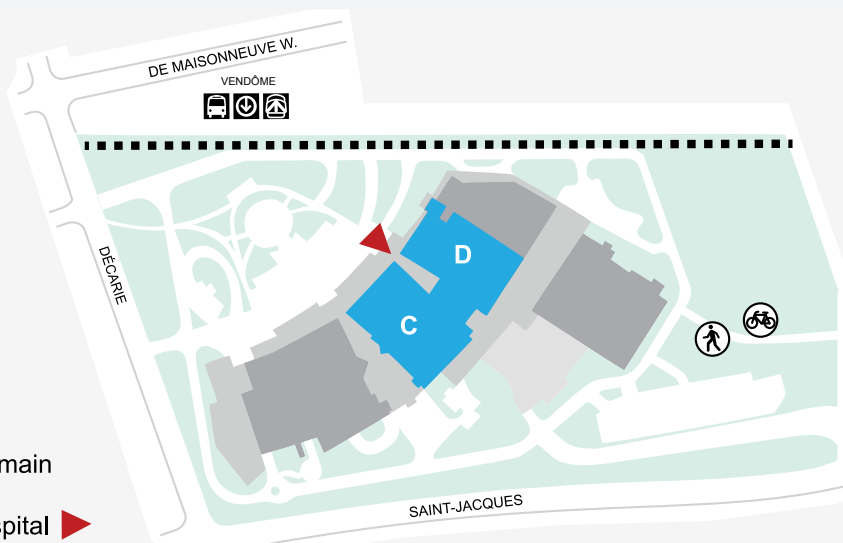 DE MAISONNEUVE W.
VENDÔME
DÉCARIE
D
C
main
spital
SAINT-JACQUES